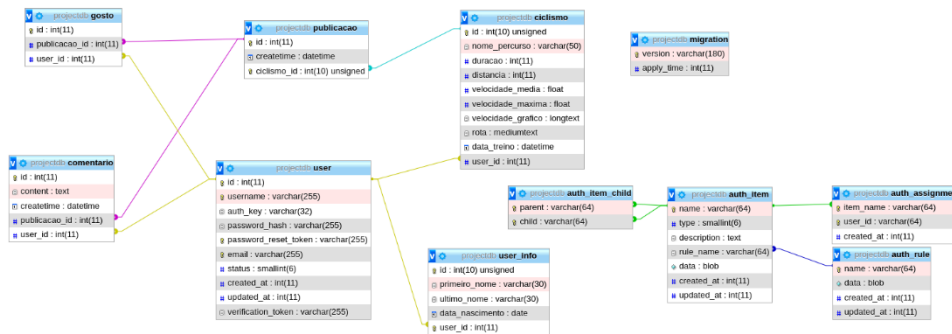 projectdb gosto
id : int(11)
publicacao_id : int(11)
user_id : int(11)
projectdb publicacao
id : int(11)
createtime : datetime
ciclismo_id : int(10) unsigned
projectdb ciclismo
id : int(10) unsigned
nome_percurso : varchar(50)
duracao : int(11)
distancia : int(11)
velocidade_media : float
velocidade_maxima : float
velocidade_grafico : longtext
rota : mediumtext
data_treino : datetime
user_id : int(11)
projectdb migration
version : varchar(180)
apply_time : int(11)
projectdb comentario
id : int(11)
content : text
createtime : datetime
publicacao_id : int(11)
user_id : int(11)
projectdb user
id : int(11)
username : varchar(255)
auth_key : varchar(32)
password_hash : varchar(255)
password_reset_token : varchar(255)
email : varchar(255)
status : smallint(6)
created_at : int(11)
updated_at : int(11)
verification_token : varchar(255)
projectdb user_info
id : int(10) unsigned
primeiro_nome : varchar(30)
ultimo_nome : varchar(30)
data_nascimento : date
user_id : int(11)
projectdb auth_item_child
parent : varchar(64)
child : varchar(64)
projectdb auth_item
name : varchar(64)
type : smallint(6)
description : text
rule_name : varchar(64)
data : blob
created_at : int(11)
updated_at : int(11)
projectdb auth_assignment
item_name : varchar(64)
user_id : varchar(64)
created_at : int(11)
projectdb auth_rule
name : varchar(64)
data : blob
created_at : int(11)
updated_at : int(11)